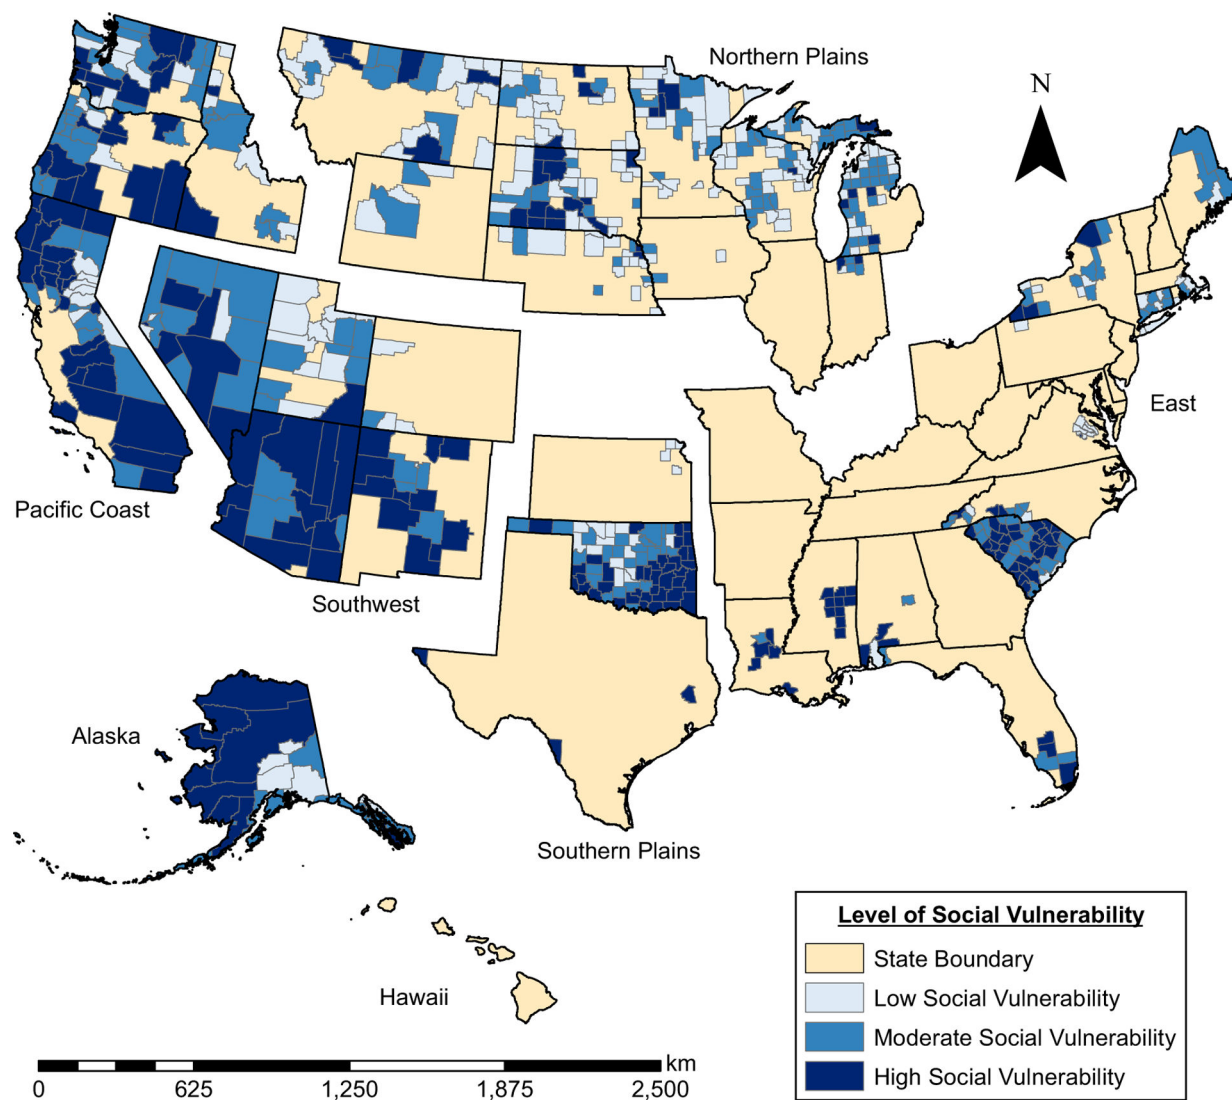 Northern Plains
N
East
Pacific Coast
Southwest
Alaska
Southern Plains
Hawaii
Level of Social Vulnerability
State Boundary
Low Social Vulnerability
Moderate Social Vulnerability
High Social Vulnerability
km
0 625 1,250 1,875 2,500